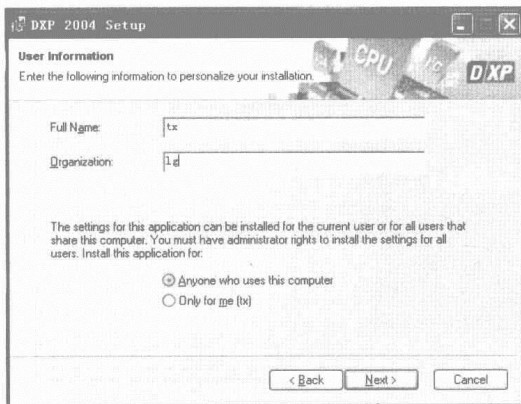 DXP 2004 Setup
User Information
Enter the following information to personalize your installation.
CPU
I/O
DXP
Full Name:
tx
Organization:
lg
The settings for this application can be installed for the current user or for all users that
share this computer. You must have administrator rights to install the settings for all
users. Install this application for:
Anyone who uses this computer
Only for me (tx)
< Back
Next >
Cancel